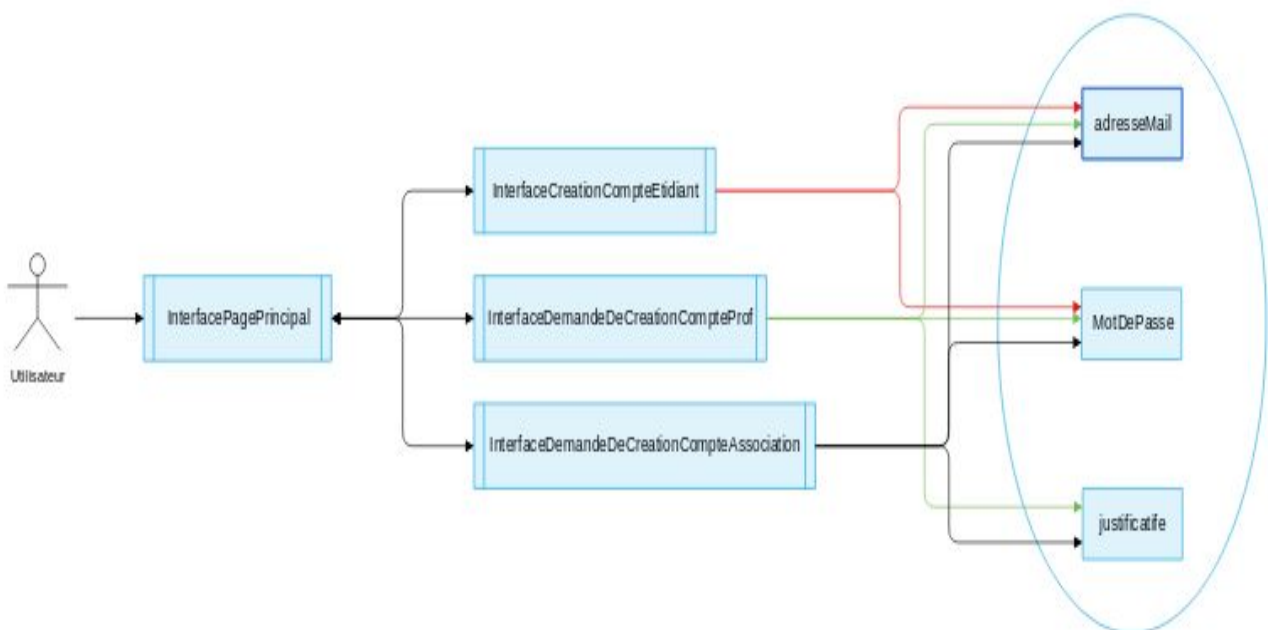 adresseMail
InterfaceCreationCompteEtidiant
InterfacePagePrincipal
InterfaceDemandeDeCreationCompteProf
MotDePasse
Utilisateur
InterfaceDemandeDeCreationCompteAssociation
justificatife